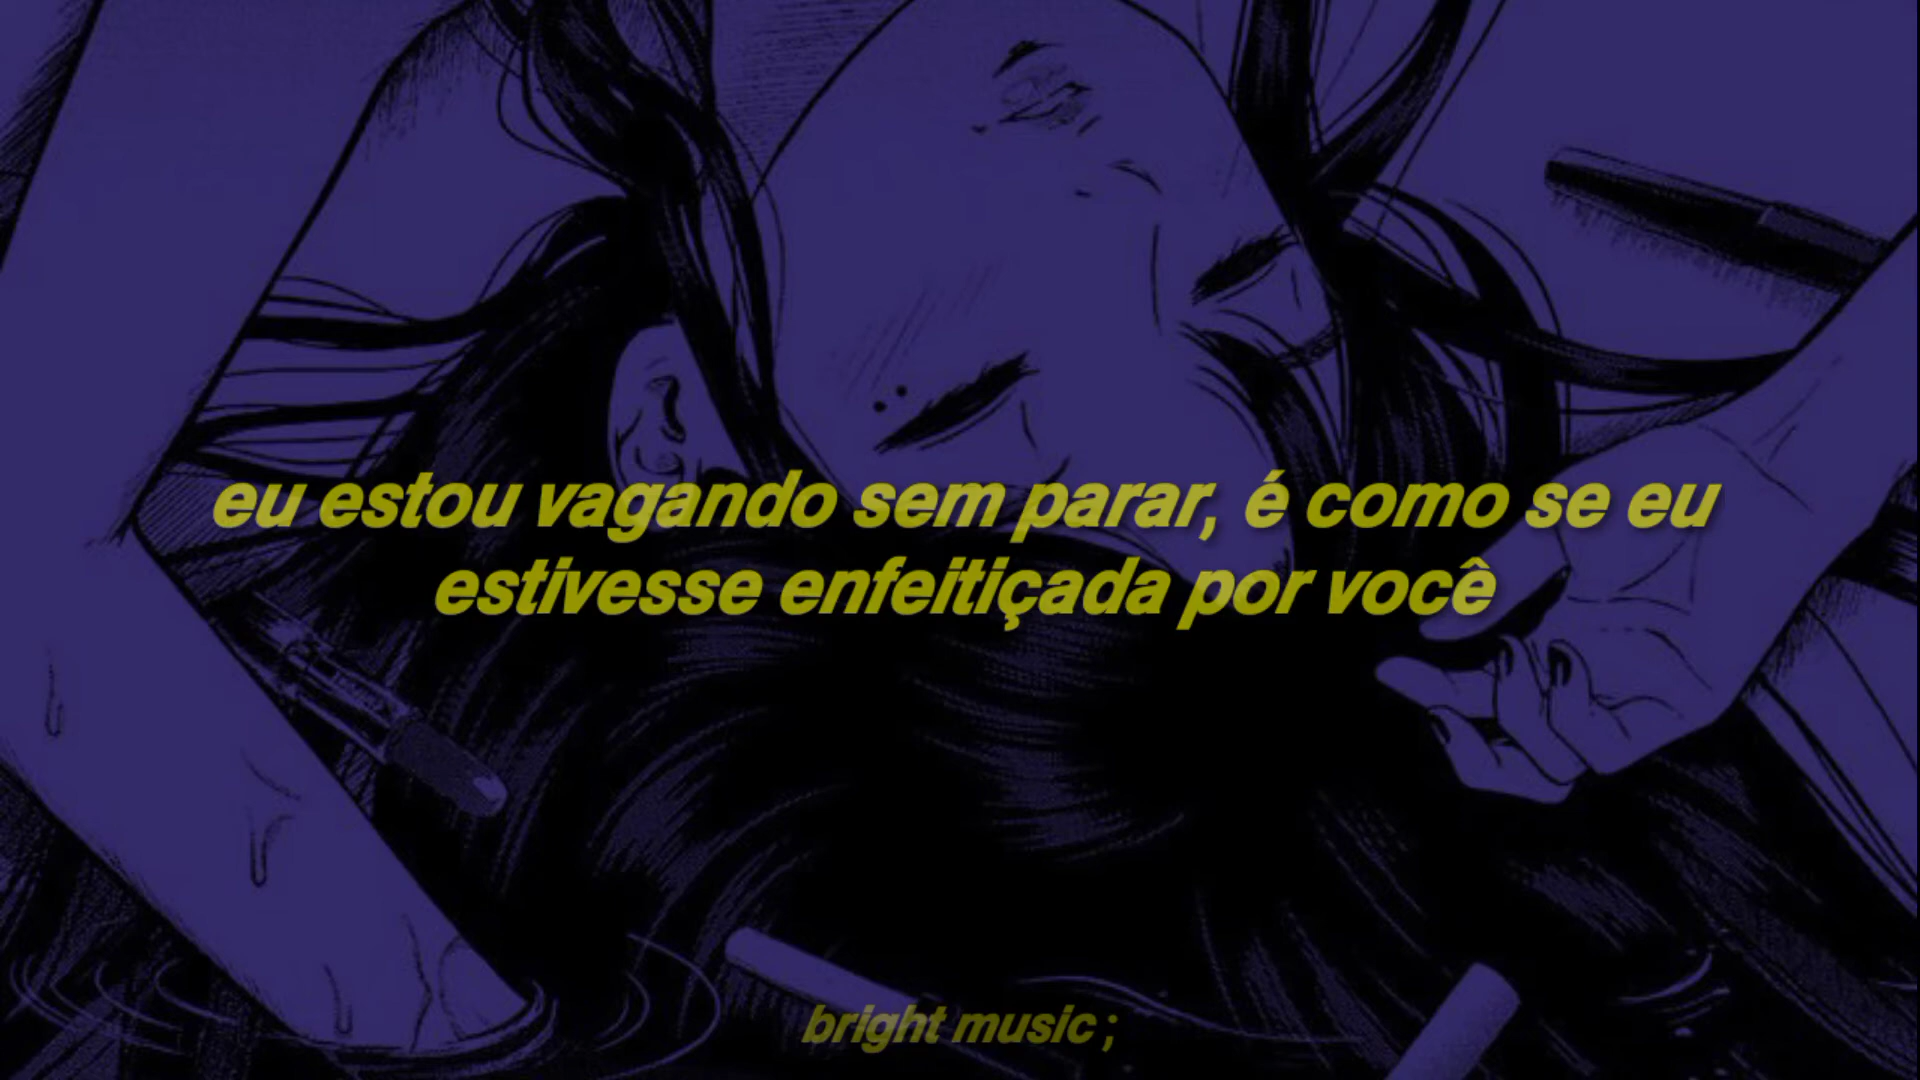 eu estou vagando sem parar, é como se eu
estivesse enfeitiçada por você
bright music ;